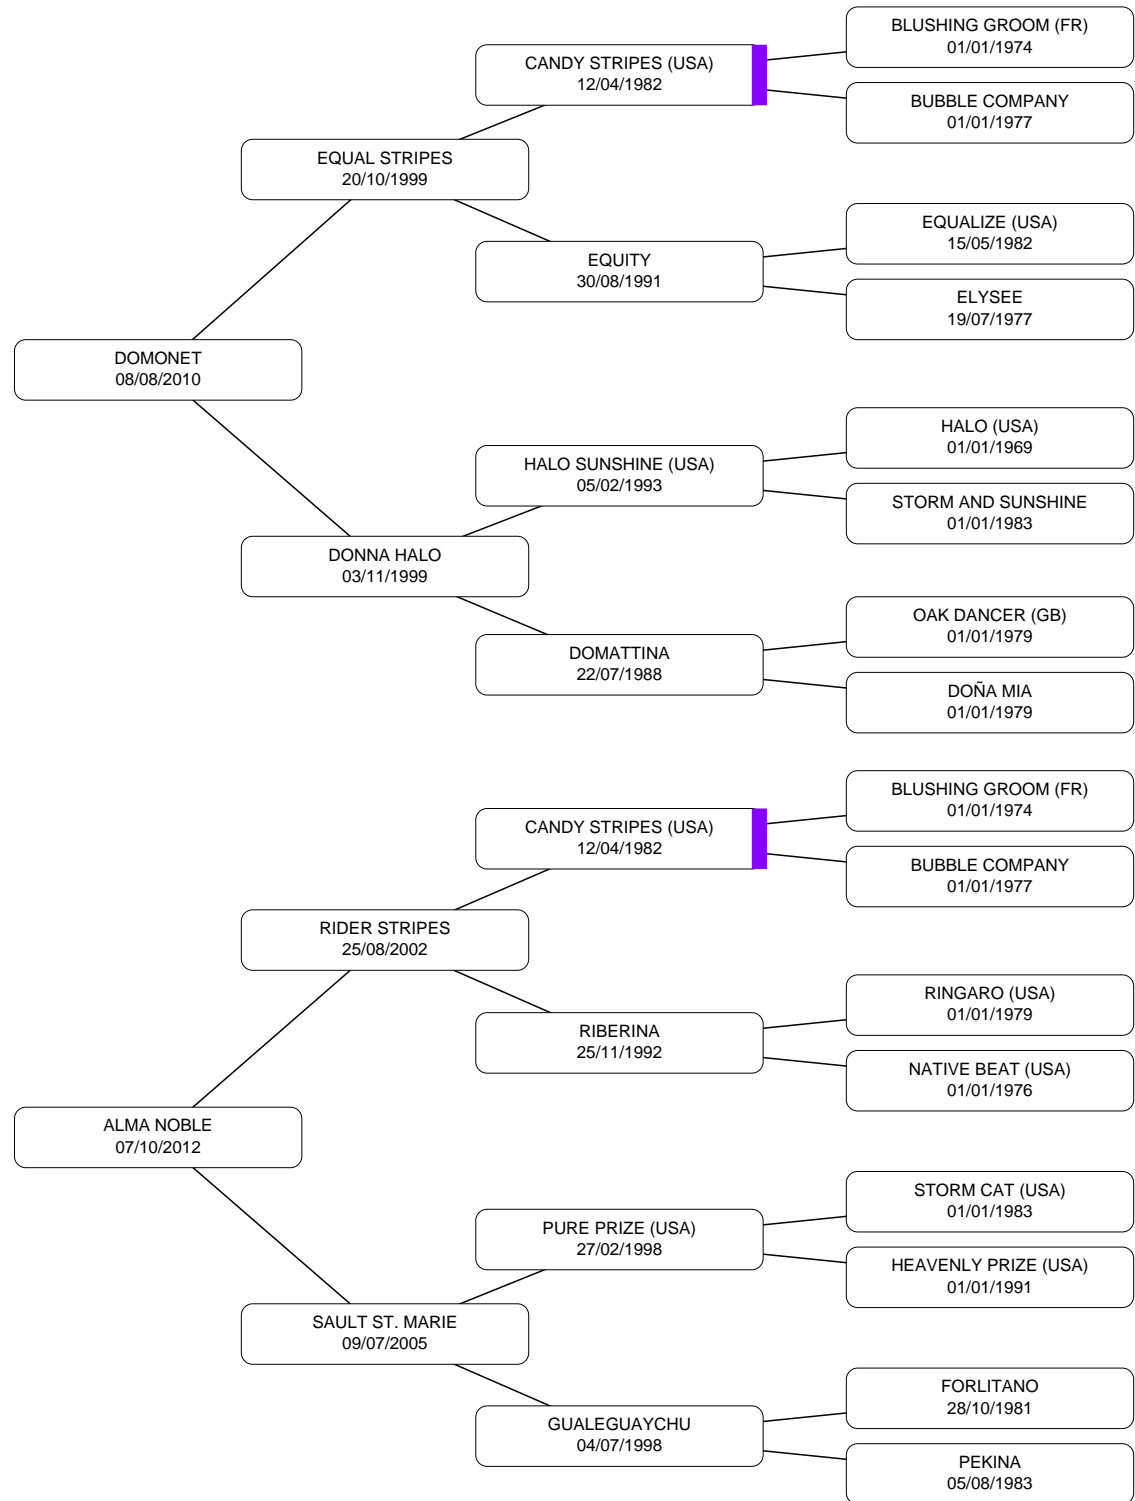 BLUSHING GROOM (FR)
01/01/1974
CANDY STRIPES (USA)
12/04/1982
BUBBLE COMPANY
01/01/1977
EQUAL STRIPES
20/10/1999
EQUALIZE (USA)
15/05/1982
EQUITY
30/08/1991
ELYSEE
19/07/1977
DOMONET
08/08/2010
HALO (USA)
01/01/1969
HALO SUNSHINE (USA)
05/02/1993
STORM AND SUNSHINE
01/01/1983
DONNA HALO
03/11/1999
OAK DANCER (GB)
01/01/1979
DOMATTINA
22/07/1988
DOÑA MIA
01/01/1979
BLUSHING GROOM (FR)
01/01/1974
CANDY STRIPES (USA)
12/04/1982
BUBBLE COMPANY
01/01/1977
RIDER STRIPES
25/08/2002
RINGARO (USA)
01/01/1979
RIBERINA
25/11/1992
NATIVE BEAT (USA)
01/01/1976
ALMA NOBLE
07/10/2012
STORM CAT (USA)
01/01/1983
PURE PRIZE (USA)
27/02/1998
HEAVENLY PRIZE (USA)
01/01/1991
SAULT ST. MARIE
09/07/2005
FORLITANO
28/10/1981
GUALEGUAYCHU
04/07/1998
PEKINA
05/08/1983